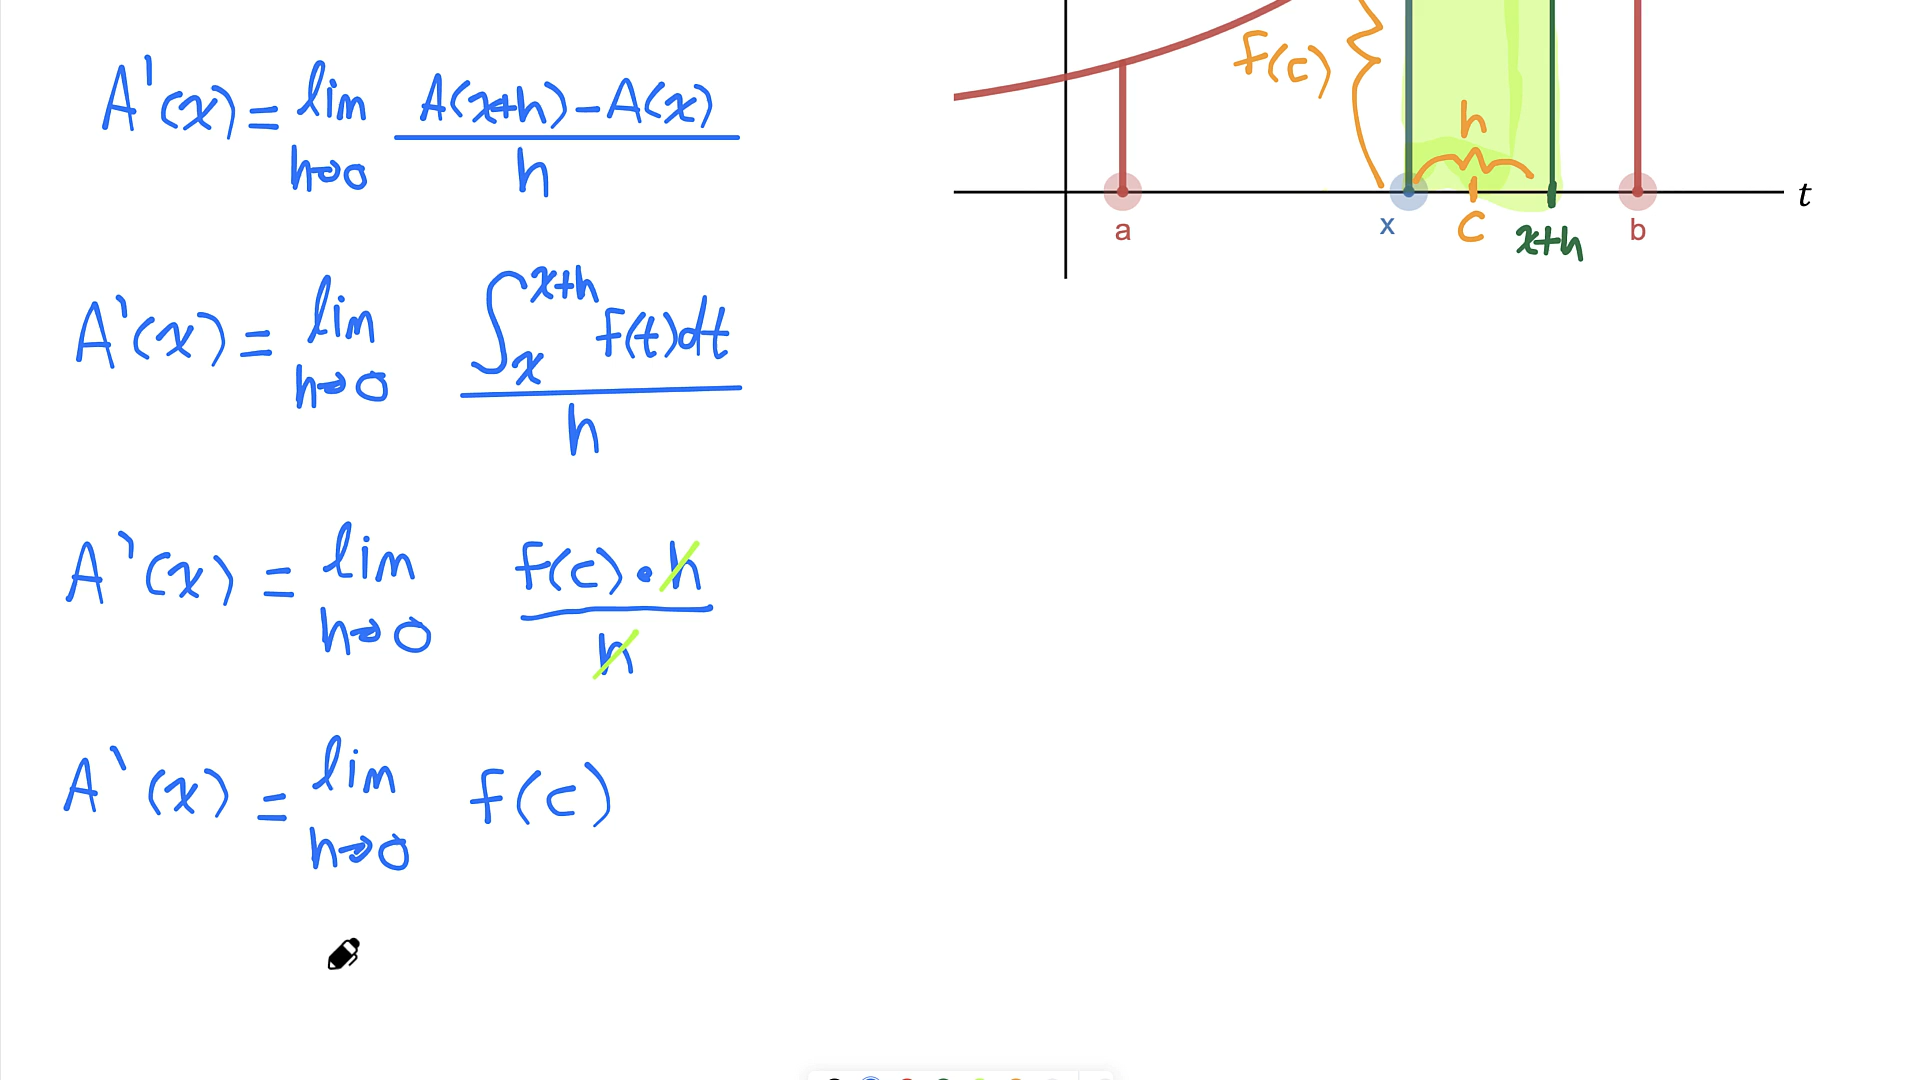 A'(x) = lim h→0 A(x+h) - A(x) / h
A'(x) = lim h→0 ∫ₓ^(x+h) f(t)dt / h
A'(x) = lim h→0 f(c) · h / h
A'(x) = lim h→0 f(c)
f(c)
h
t
a
x
c
x+h
b